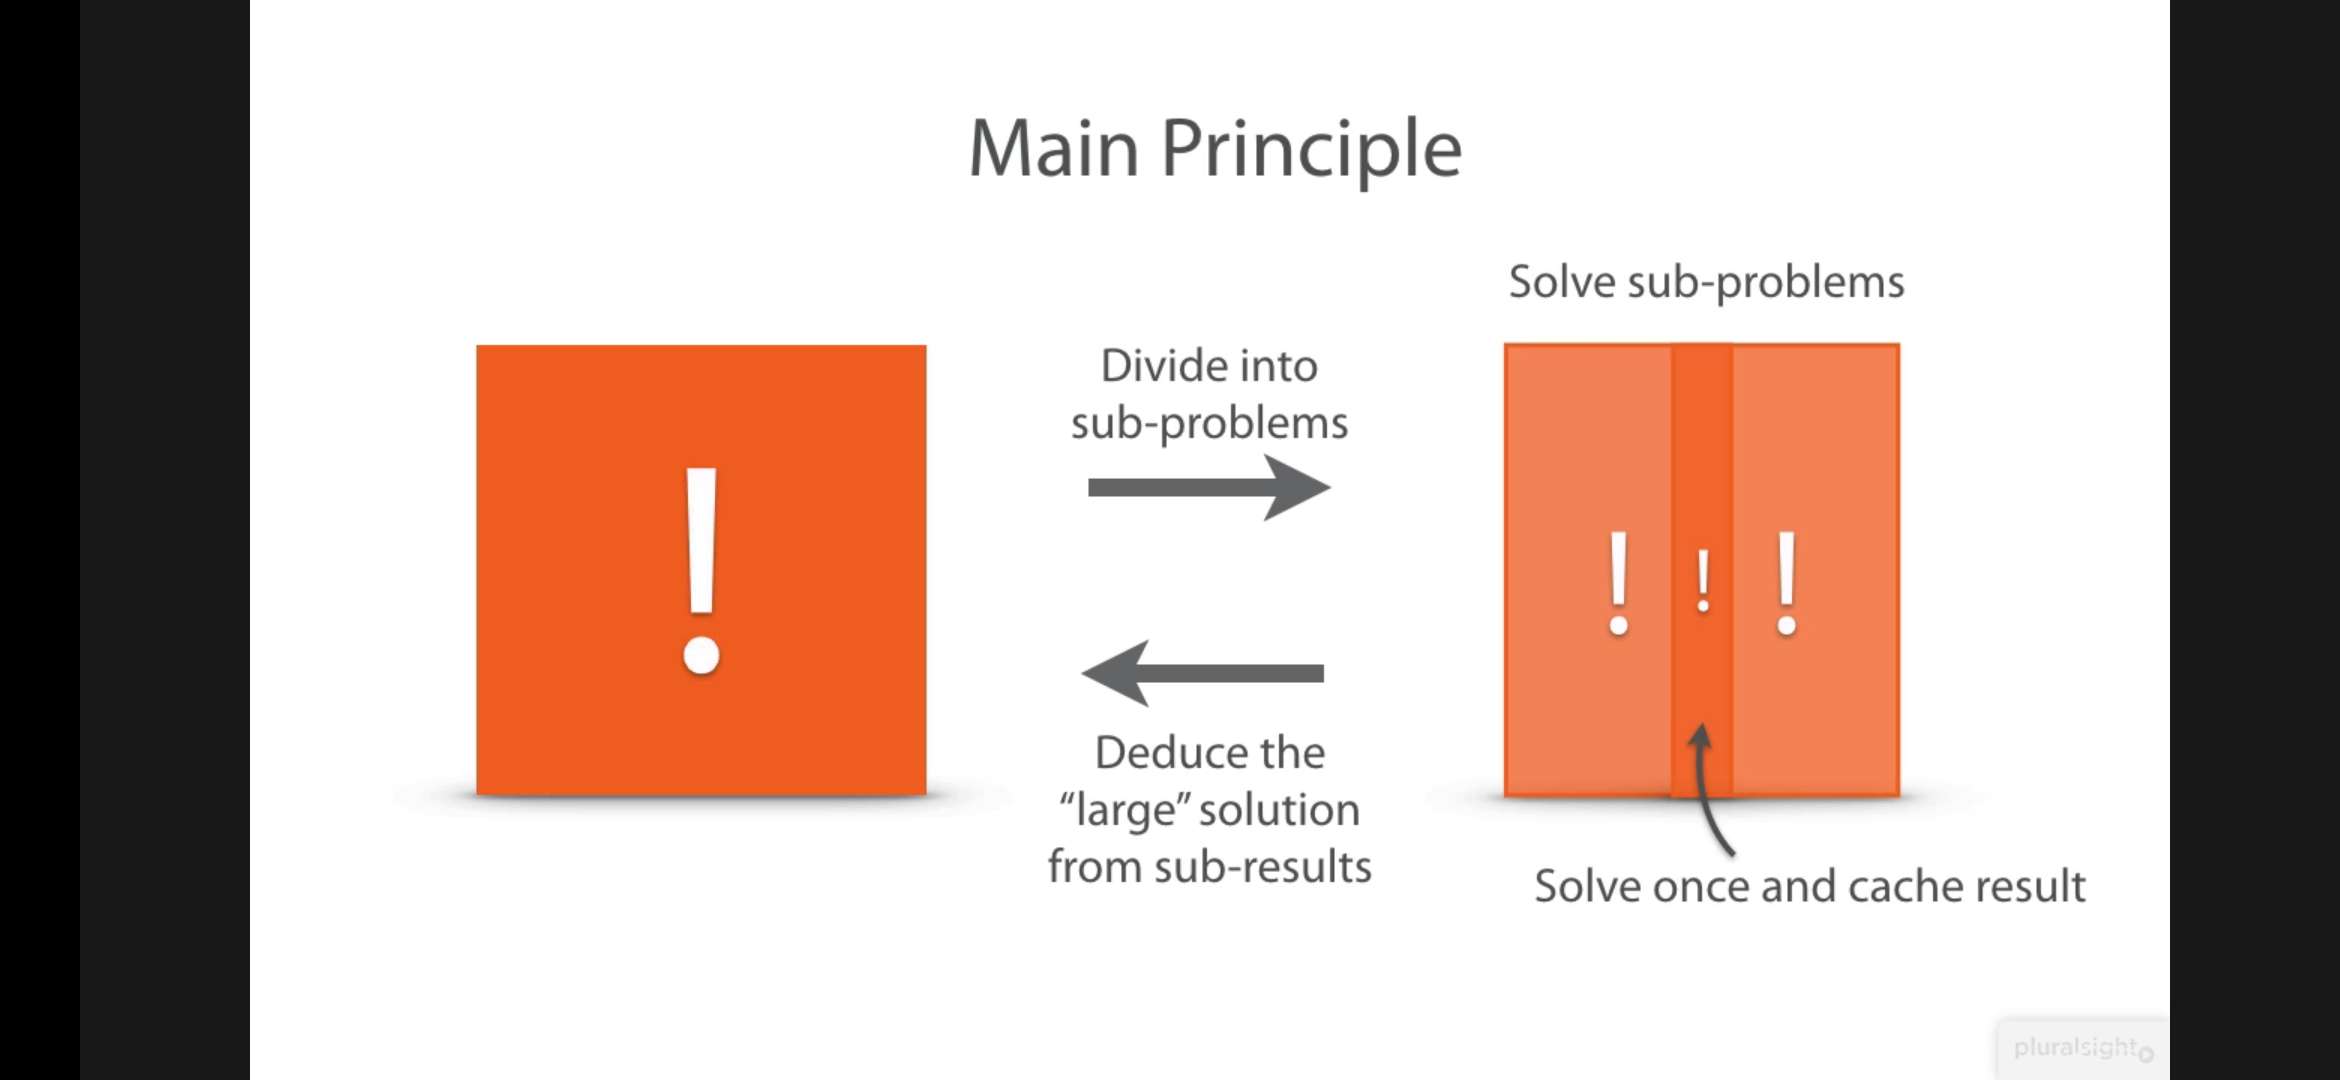 Main Principle
Solve sub-problems
Divide into
sub-problems
Deduce the
“large” solution
from sub-results
Solve once and cache result
pluralsight